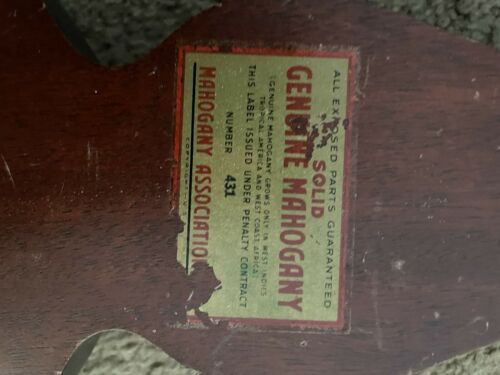 ALL EXPOSED PARTS GUARANTEED
SOLID
GENUINE MAHOGANY
(GENUINE MAHOGANY GROWS ONLY IN WEST INDIES
TROPICAL AMERICA AND WEST COAST AFRICA)
THIS LABEL ISSUED UNDER PENALTY CONTRACT
NUMBER 431
MAHOGANY ASSOCIATION
COPYRIGHT